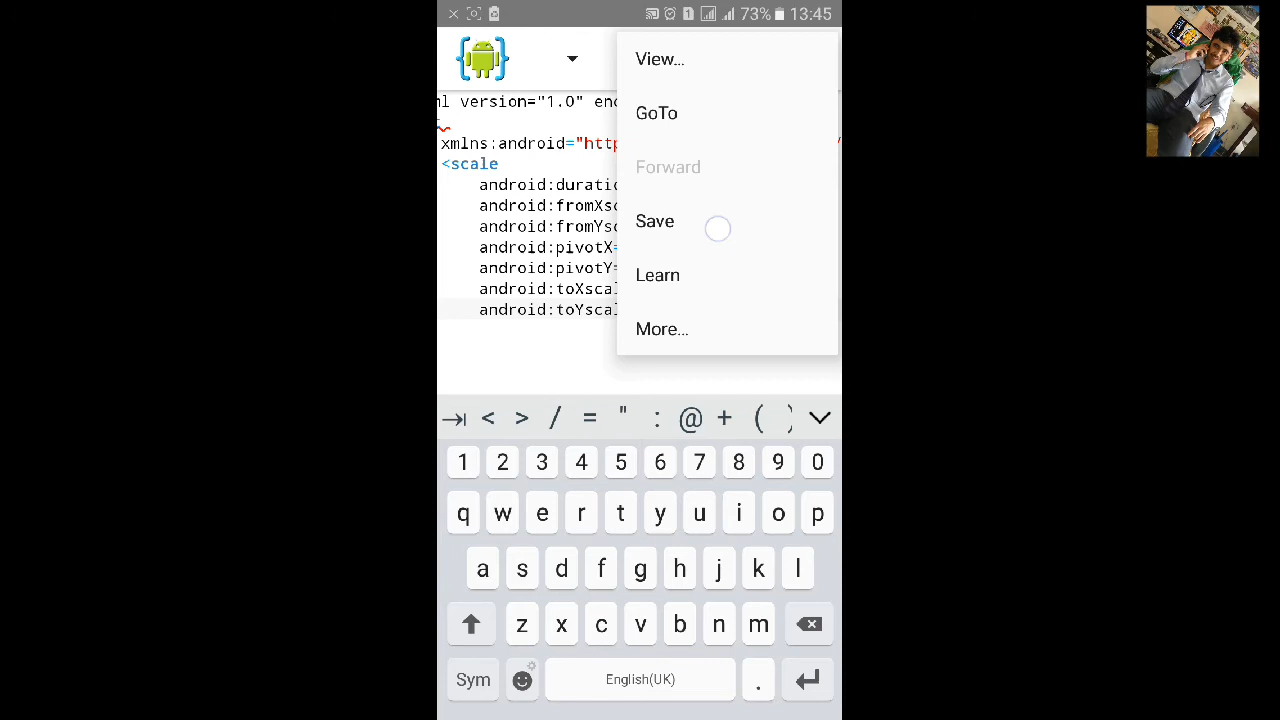 1 73% 13:45
View...
GoTo
Forward
Save
Learn
More...
ml version="1.0"
xmlns:android="http
<scale
android:duratio
android:fromXsc
android:fromYsc
android:pivotX=
android:pivotY=
android:toXscal
android:toYscal
< > / = " : @ + ( )
1 2 3 4 5 6 7 8 9 0
q w e r t y u i o p
a s d f g h j k l
z x c v b n m
Sym English(UK) .